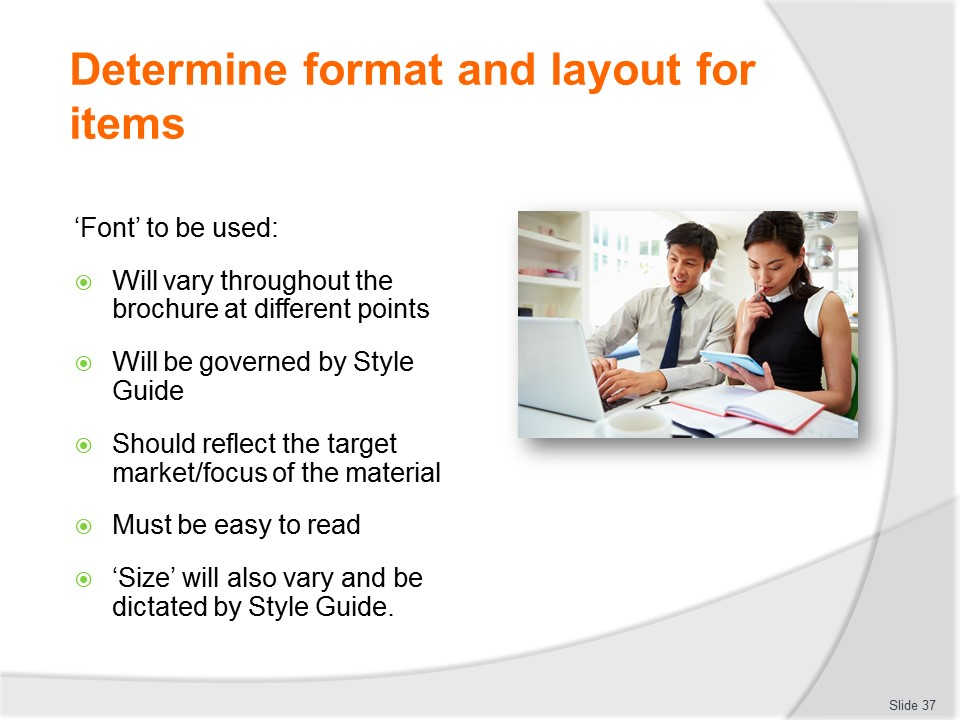 Determine format and layout for
items
‘Font’ to be used:
Will vary throughout the
brochure at different points
Will be governed by Style
Guide
Should reflect the target
market/focus of the material
Must be easy to read
‘Size’ will also vary and be
dictated by Style Guide.
Slide 37